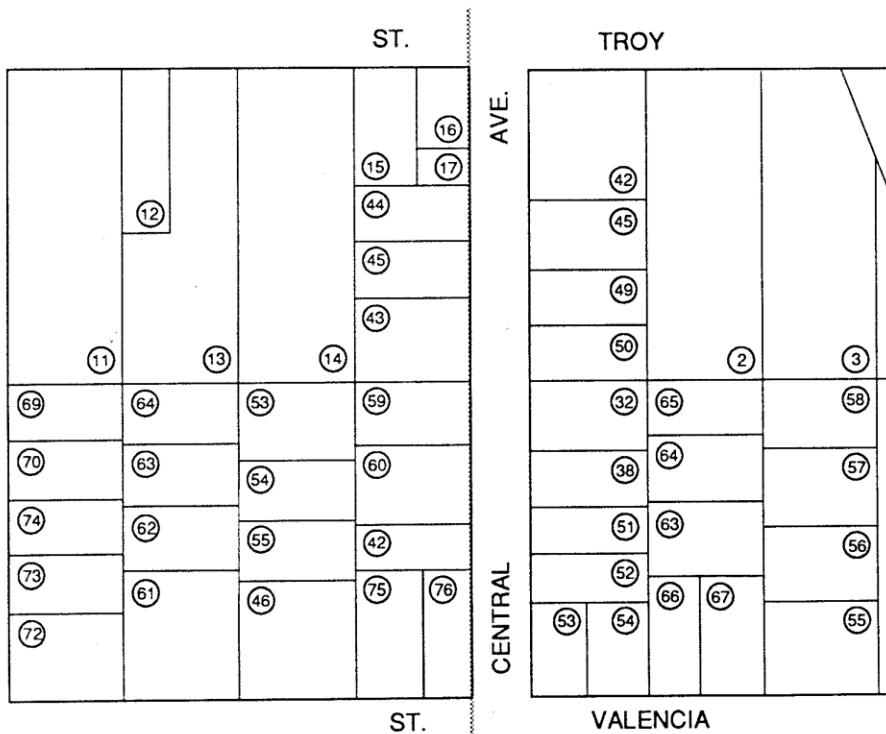 ST. TROY
AVE.
16
15 17 42
12 44 45
45 49
43 50
11 13 14 2 3
69 64 53 59 32 65 58
70 63 54 60 38 64 57
74 62 55 42 51 63 56
73 61 46 75 76 52 66 67
72 53 54 55
CENTRAL
ST. VALENCIA